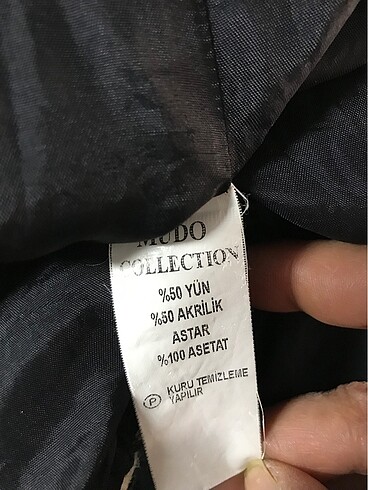 MUDO
COLLECTION
%50 YÜN
%50 AKRİLİK
ASTAR
%100 ASETAT
P KURU TEMİZLEME
YAPILIR